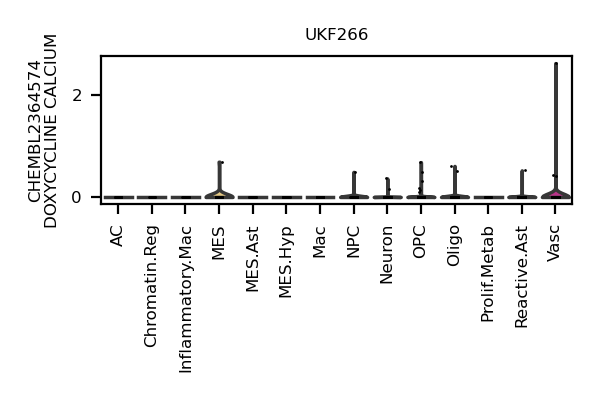 UKF266
CHEMBL2364574
DOXYCYCLINE CALCIUM
2
0
AC
Chromatin.Reg
Inflammatory.Mac
MES
MES.Ast
MES.Hyp
Mac
NPC
Neuron
OPC
Oligo
Prolif.Metab
Reactive.Ast
Vasc